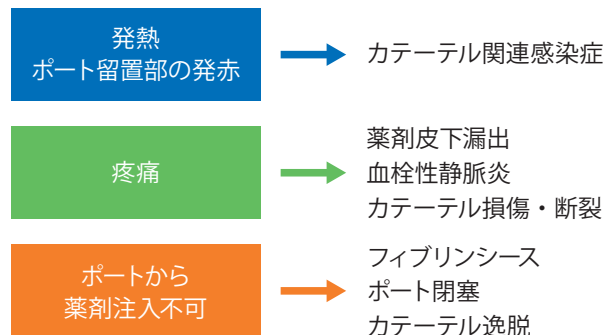 発熱
ポート留置部の発赤
カテーテル関連感染症
疼痛
薬剤皮下漏出
血栓性静脈炎
カテーテル損傷・断裂
ポートから
薬剤注入不可
フィブリンシース
ポート閉塞
カテーテル逸脱